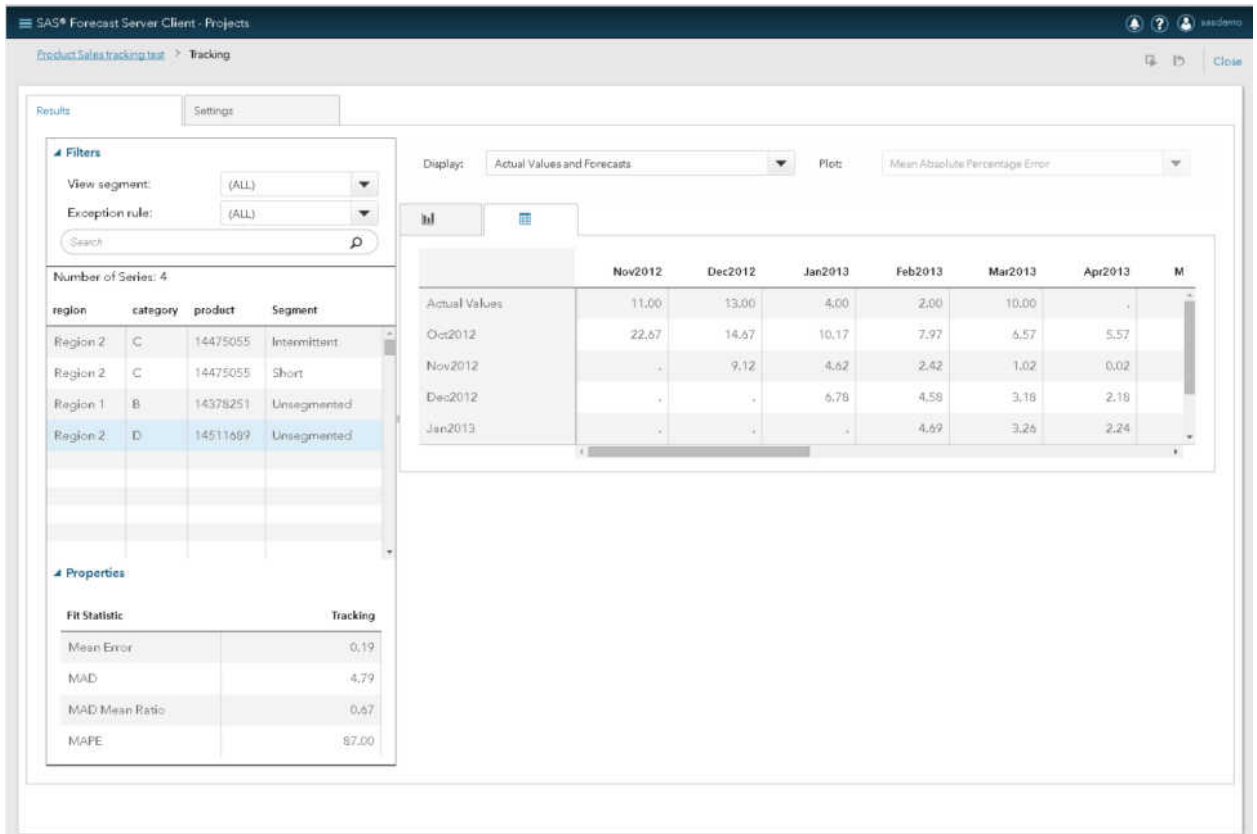 SAS® Forecast Server Client - Projects
sasdemo
Product Sales tracking test > Tracking
Close
Results
Settings
Filters
View segment: (ALL)
Exception rule: (ALL)
Search
Number of Series: 4
region category product Segment
Region 2 C 14475055 Intermittent
Region 2 C 14475055 Short
Region 1 B 14378251 Unsegmented
Region 2 D 14511689 Unsegmented
Properties
Fit Statistic Tracking
Mean Error 0.19
MAD 4.79
MAD Mean Ratio 0.67
MAPE 87.00
Display: Actual Values and Forecasts Plot: Mean Absolute Percentage Error
Nov2012 Dec2012 Jan2013 Feb2013 Mar2013 Apr2013 M
Actual Values 11.00 13.00 4.00 2.00 10.00 .
Oct2012 22.67 14.67 10.17 7.97 6.57 5.57
Nov2012 . 9.12 4.62 2.42 1.02 0.02
Dec2012 . . 6.78 4.58 3.18 2.18
Jan2013 . . . 4.69 3.26 2.24